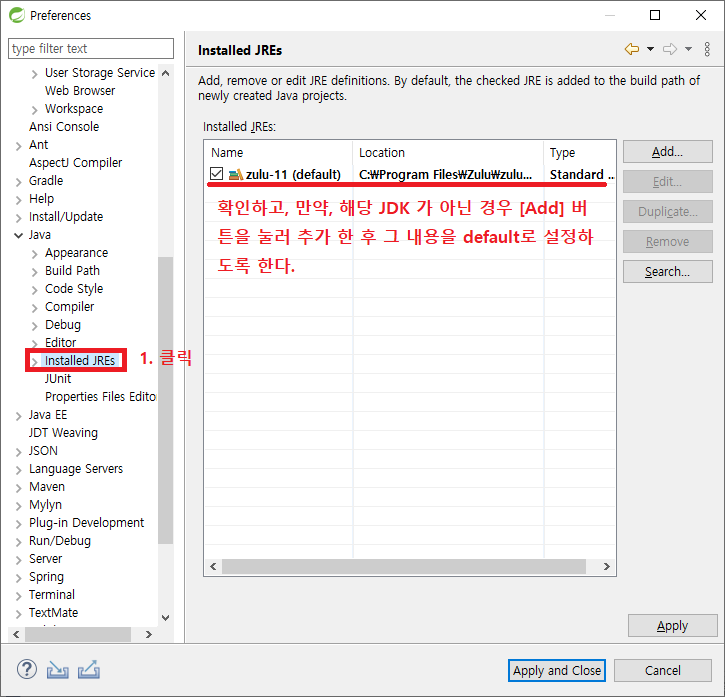 Preferences
type filter text
User Storage Service
Web Browser
Workspace
Ansi Console
Ant
AspectJ Compiler
Gradle
Help
Install/Update
Java
Appearance
Build Path
Code Style
Compiler
Debug
Editor
Installed JREs
1. 클릭
JUnit
Properties Files Editor
Java EE
JDT Weaving
JSON
Language Servers
Maven
Mylyn
Plug-in Development
Run/Debug
Server
Spring
Terminal
TextMate
Installed JREs
Add, remove or edit JRE definitions. By default, the checked JRE is added to the build path of
newly created Java projects.
Installed JREs:
Name Location Type
zulu-11 (default) C:₩Program Files₩Zulu₩zulu... Standard ...
확인하고, 만약, 해당 JDK 가 아닌 경우 [Add] 버
튼을 눌러 추가 한 후 그 내용을 default로 설정하
도록 한다.
Add...
Edit...
Duplicate...
Remove
Search...
Apply
Apply and Close
Cancel